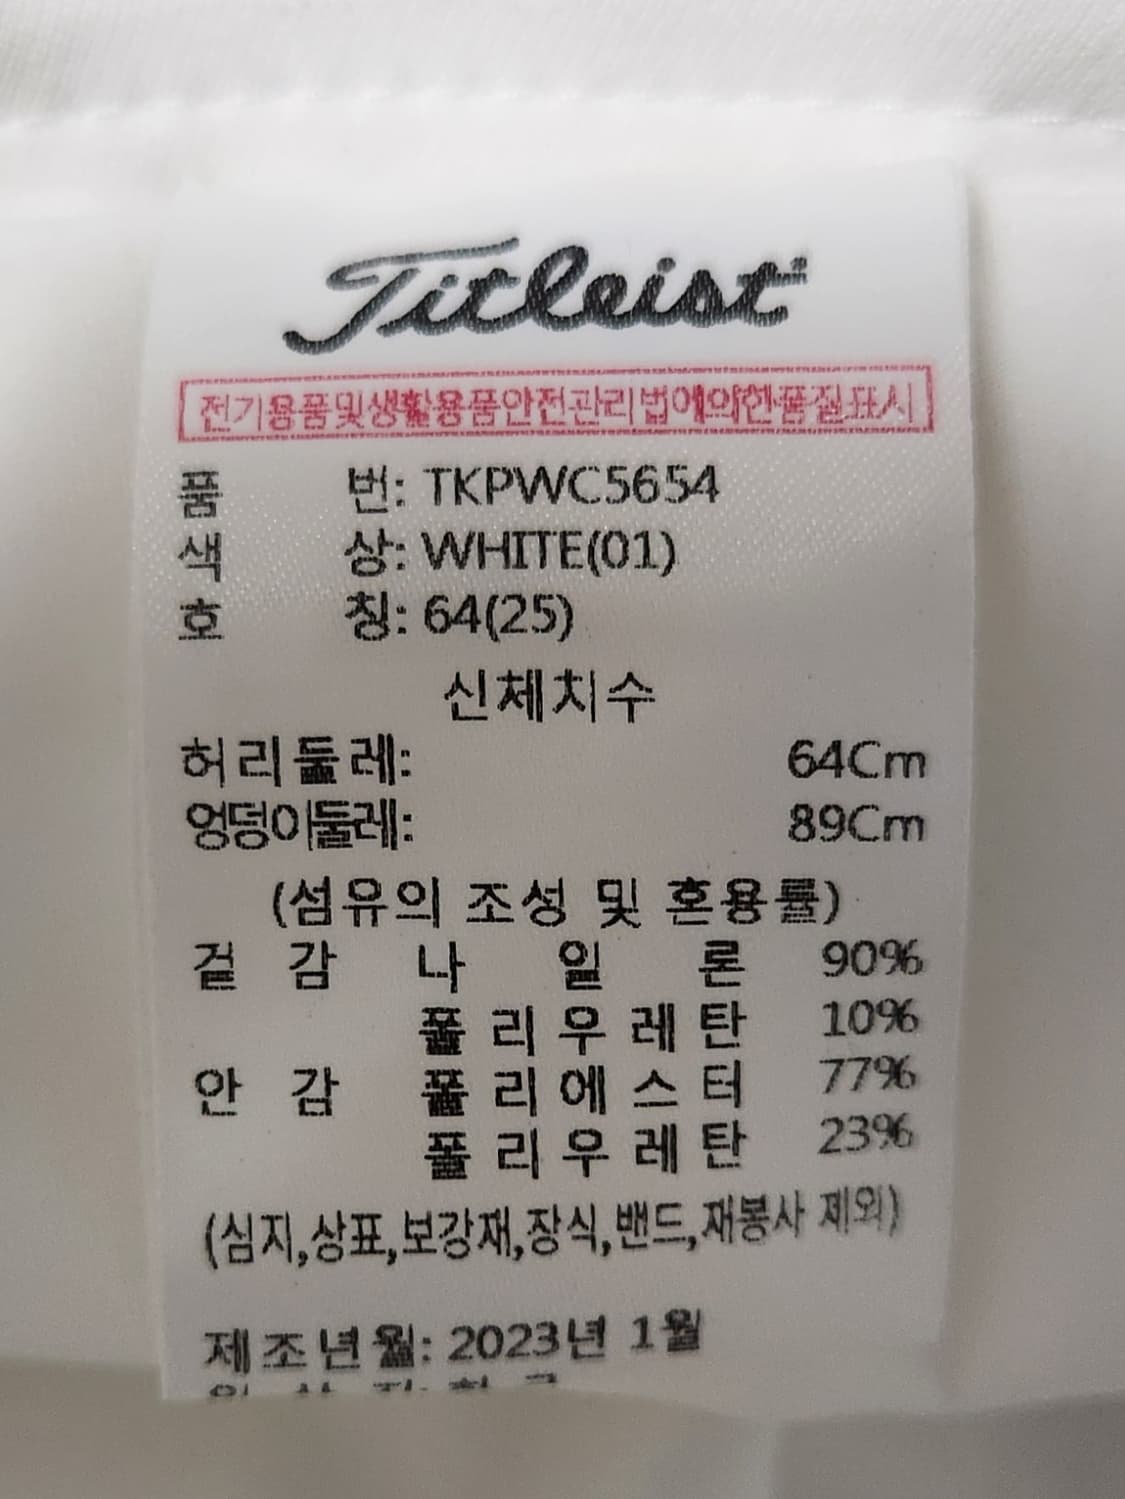 Titleist
전기용품및생활용품안전관리법에의한품질표시
품 번: TKPWC5654
색 상: WHITE(01)
호 칭: 64(25)
신체치수
허리둘레: 64Cm
엉덩이둘레: 89Cm
(섬유의 조성 및 혼용률)
겉 감 나 일 론 90%
폴 리 우 레 탄 10%
안 감 폴 리 에 스 터 77%
폴 리 우 레 탄 23%
(심지,상표,보강재,장식,밴드,재봉사 제외)
제조년월: 2023년 1월